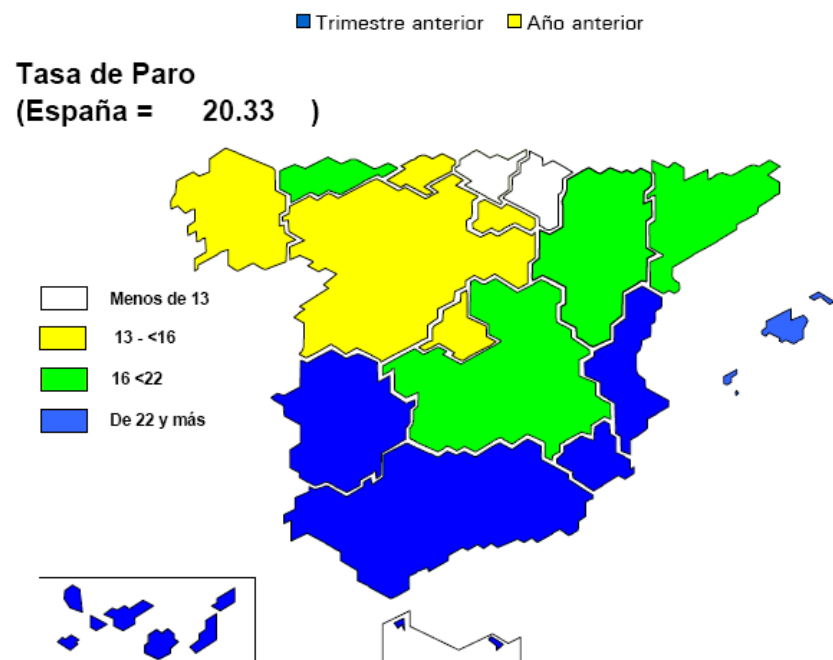 Trimestre anterior Año anterior
Tasa de Paro
(España = 20.33 )
Menos de 13
13 - <16
16 <22
De 22 y más